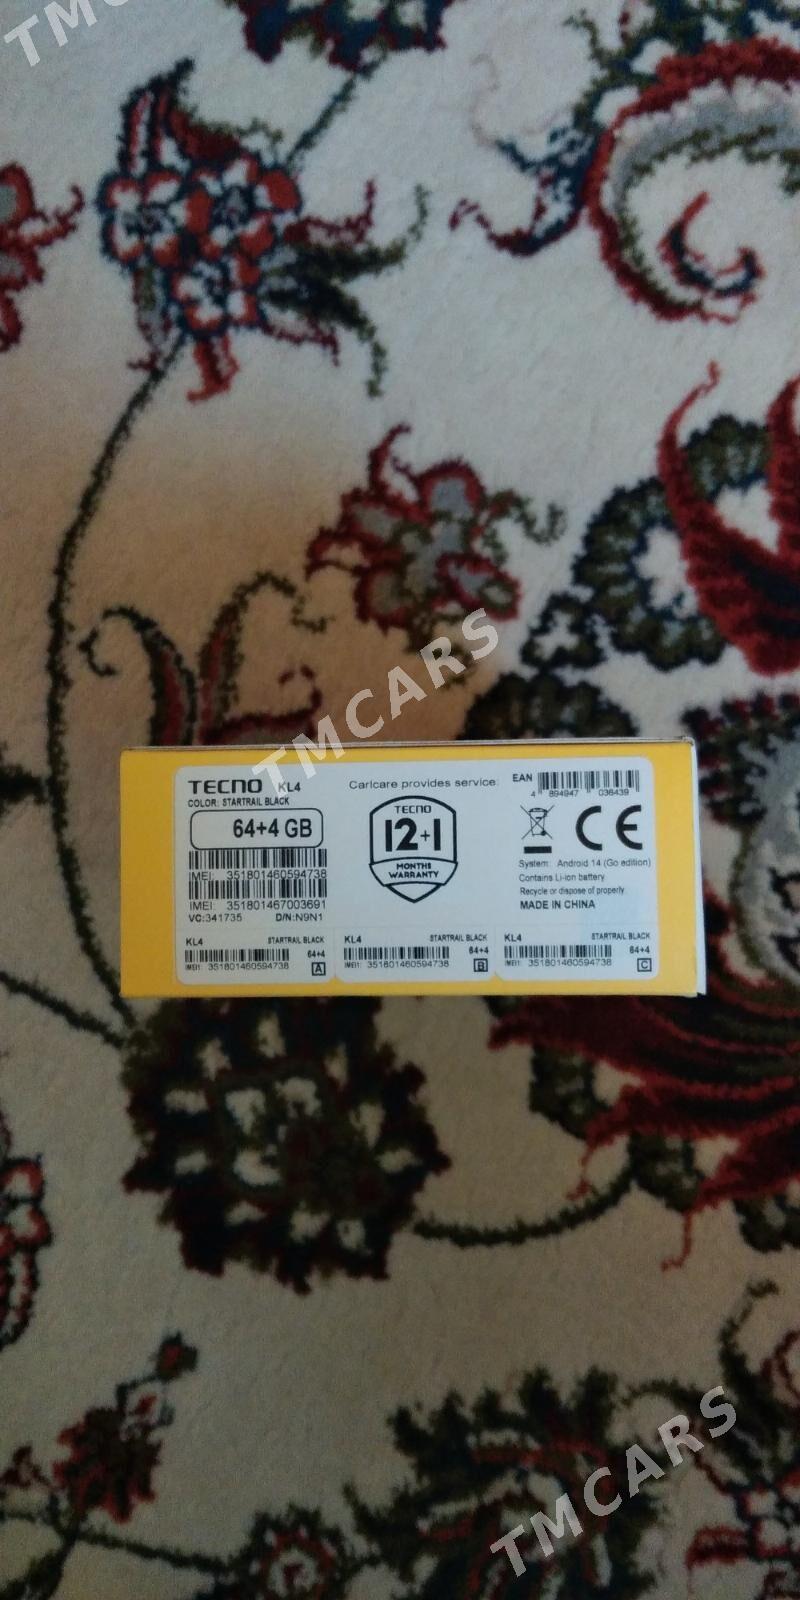 TMCARS
TECNO KL4
COLOR: STARTRAIL BLACK
64+4 GB
IMEI: 351801460594738
IMEI: 351801467003691
VC:341735 D/N:N9N1
Carlcare provides service:
TECNO
12+1
MONTHS
WARRANTY
EAN
4 894947 036439
CE
System: Android 14 (Go edition)
Contains Li-ion battery
Recycle or dispose of properly
MADE IN CHINA
KL4 STARTRAIL BLACK
64+4
IMEI1: 351801460594738 A
KL4 STARTRAIL BLACK
64+4
IMEI1: 351801460594738 B
KL4 STARTRAIL BLACK
64+4
IMEI1: 351801460594738 C
TMCARS